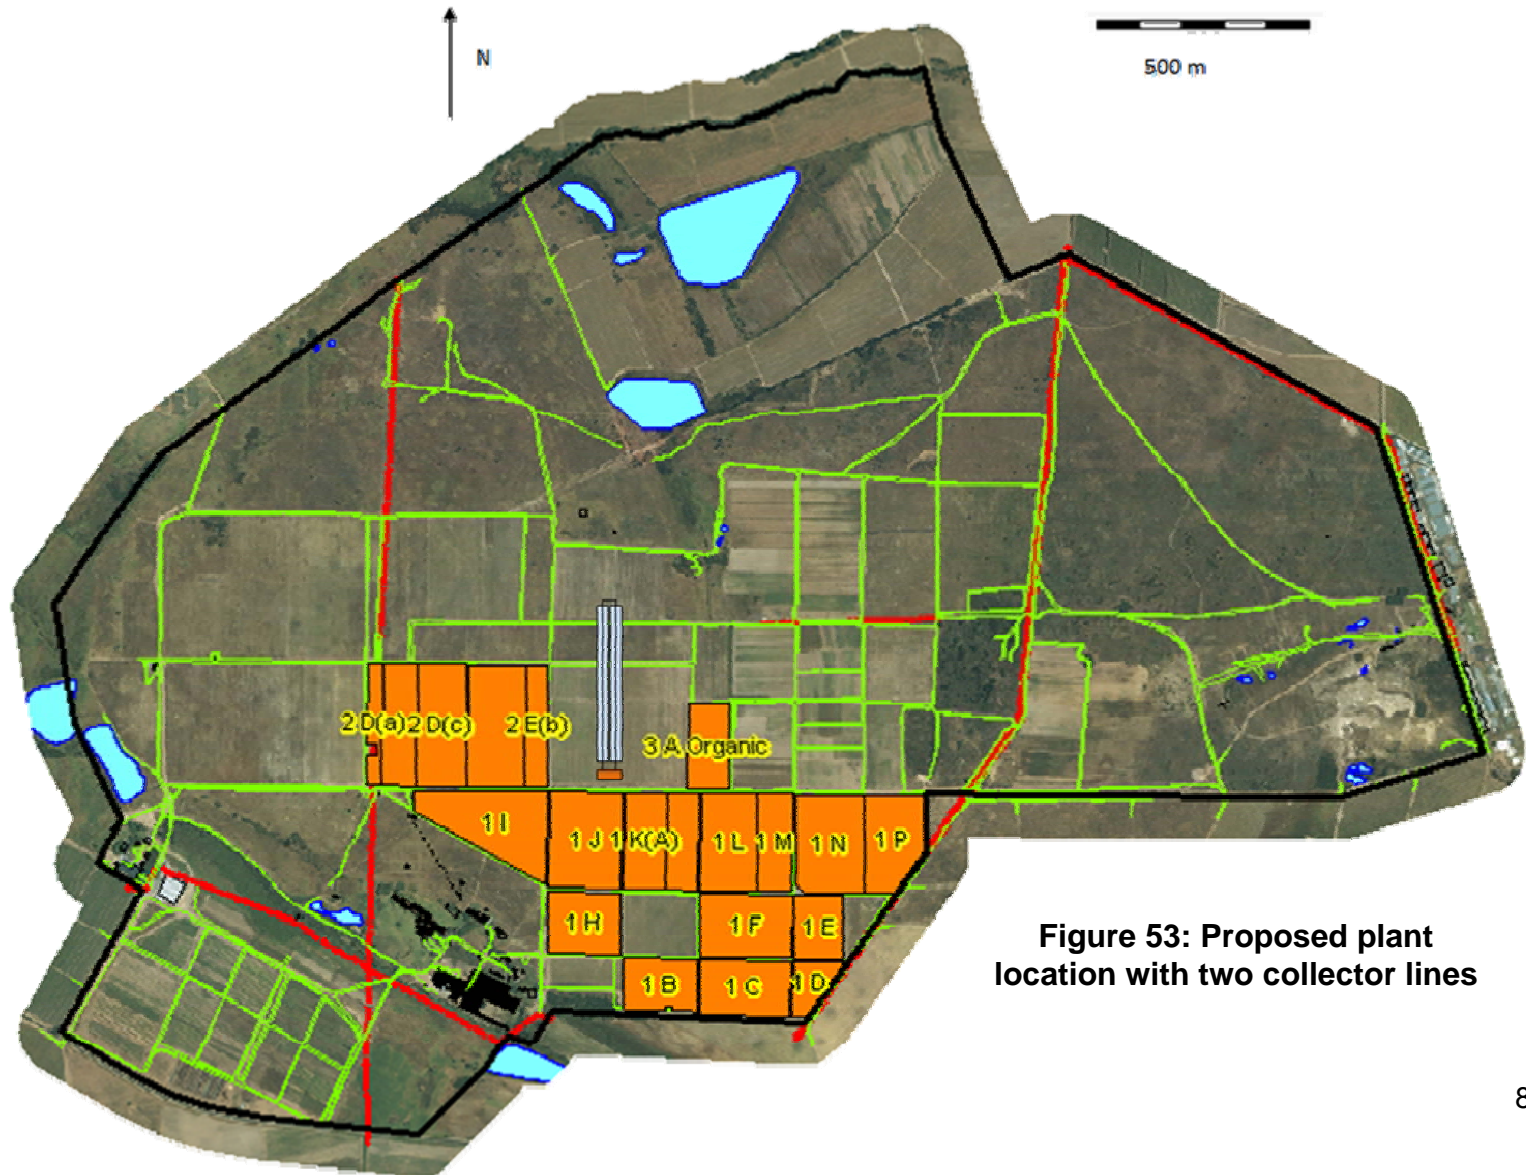 N
500 m
2 D(a) 2 D(c) 2 E(b)
3 A Organic
1 I
1 J 1 K(A) 1 L 1 M 1 N 1 P
1 H 1 F 1 E
1 B 1 C 1 D
Figure 53: Proposed plant
location with two collector lines
8